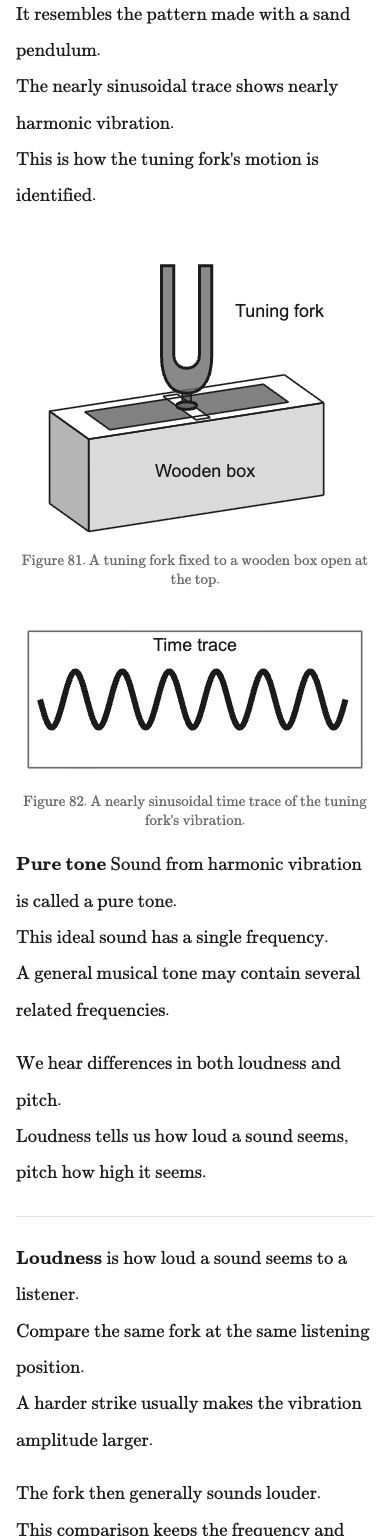 It resembles the pattern made with a sand
pendulum.
The nearly sinusoidal trace shows nearly
harmonic vibration.
This is how the tuning fork's motion is
identified.
Tuning fork
Wooden box
Figure 81. A tuning fork fixed to a wooden box open at
the top.
Time trace
Figure 82. A nearly sinusoidal time trace of the tuning
fork's vibration.
Pure tone Sound from harmonic vibration
is called a pure tone.
This ideal sound has a single frequency.
A general musical tone may contain several
related frequencies.
We hear differences in both loudness and
pitch.
Loudness tells us how loud a sound seems,
pitch how high it seems.
Loudness is how loud a sound seems to a
listener.
Compare the same fork at the same listening
position.
A harder strike usually makes the vibration
amplitude larger.
The fork then generally sounds louder.
This comparison keeps the frequency and